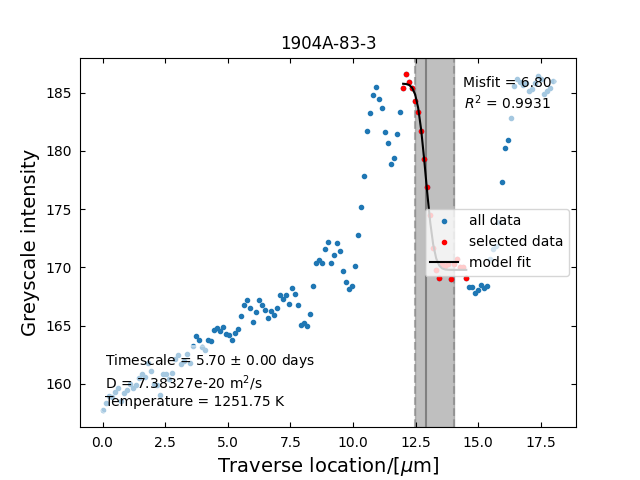 1904A-83-3
Greyscale intensity
185
180
175
170
165
160
Misfit = 6.80
R² = 0.9931
all data
selected data
model fit
Timescale = 5.70 ± 0.00 days
D = 7.38327e-20 m²/s
Temperature = 1251.75 K
0.0 2.5 5.0 7.5 10.0 12.5 15.0 17.5
Traverse location/[μm]